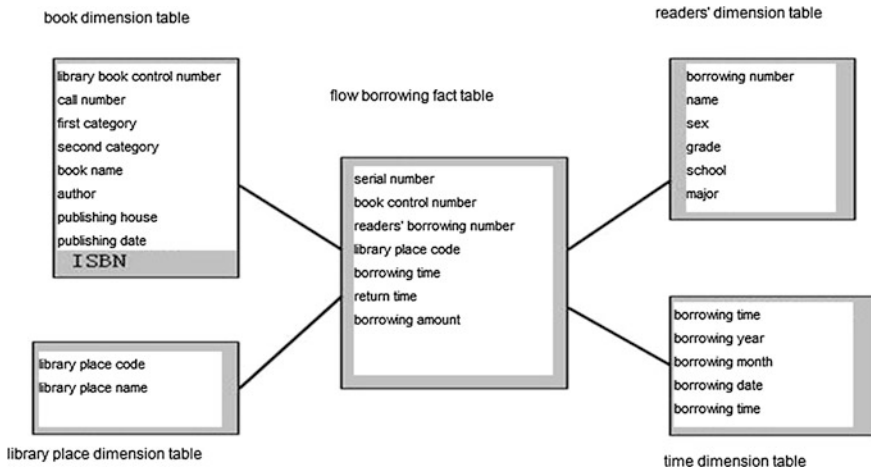 book dimension table
library book control number
call number
first category
second category
book name
author
publishing house
publishing date
ISBN
library place code
library place name
library place dimension table
flow borrowing fact table
serial number
book control number
readers' borrowing number
library place code
borrowing time
return time
borrowing amount
readers' dimension table
borrowing number
name
sex
grade
school
major
borrowing time
borrowing year
borrowing month
borrowing date
borrowing time
time dimension table